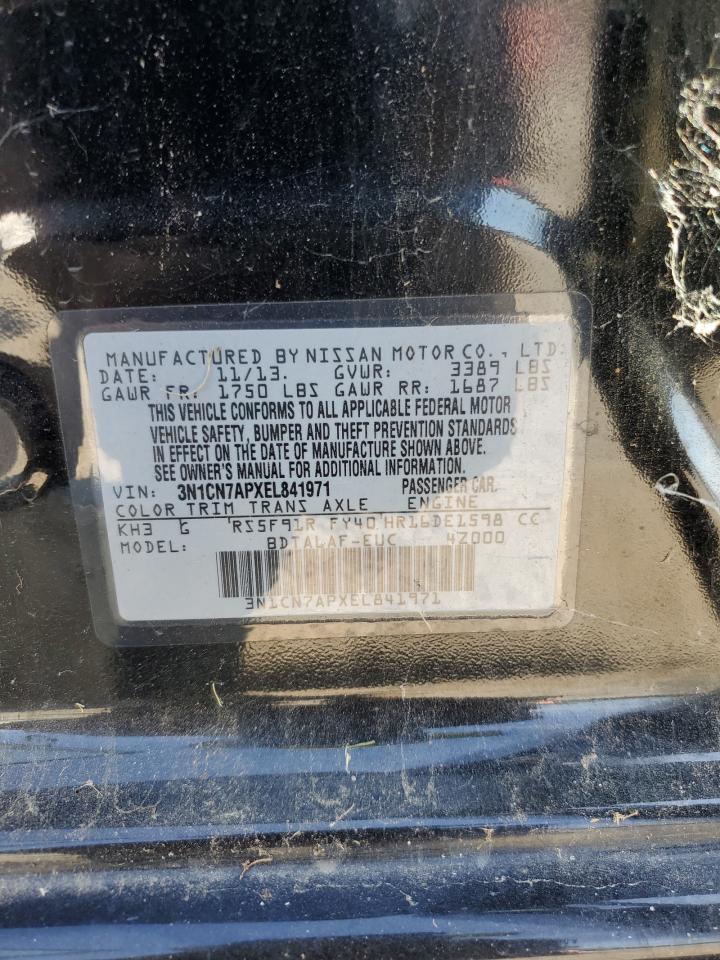 MANUFACTURED BY NISSAN MOTOR CO., LTD.
DATE: 11/13. GVWR: 3389 LBS
GAWR FR: 1750 LBS GAWR RR: 1687 LBS
THIS VEHICLE CONFORMS TO ALL APPLICABLE FEDERAL MOTOR
VEHICLE SAFETY, BUMPER AND THEFT PREVENTION STANDARDS
IN EFFECT ON THE DATE OF MANUFACTURE SHOWN ABOVE.
SEE OWNER'S MANUAL FOR ADDITIONAL INFORMATION.
VIN: 3N1CN7APXEL841971 PASSENGER CAR.
COLOR TRIM TRANS AXLE ENGINE
KH3 G RS5F91R FY40 HR16DE1598 CC
MODEL: BDTALAF-EUC 4Z000
3N1CN7APXEL841971